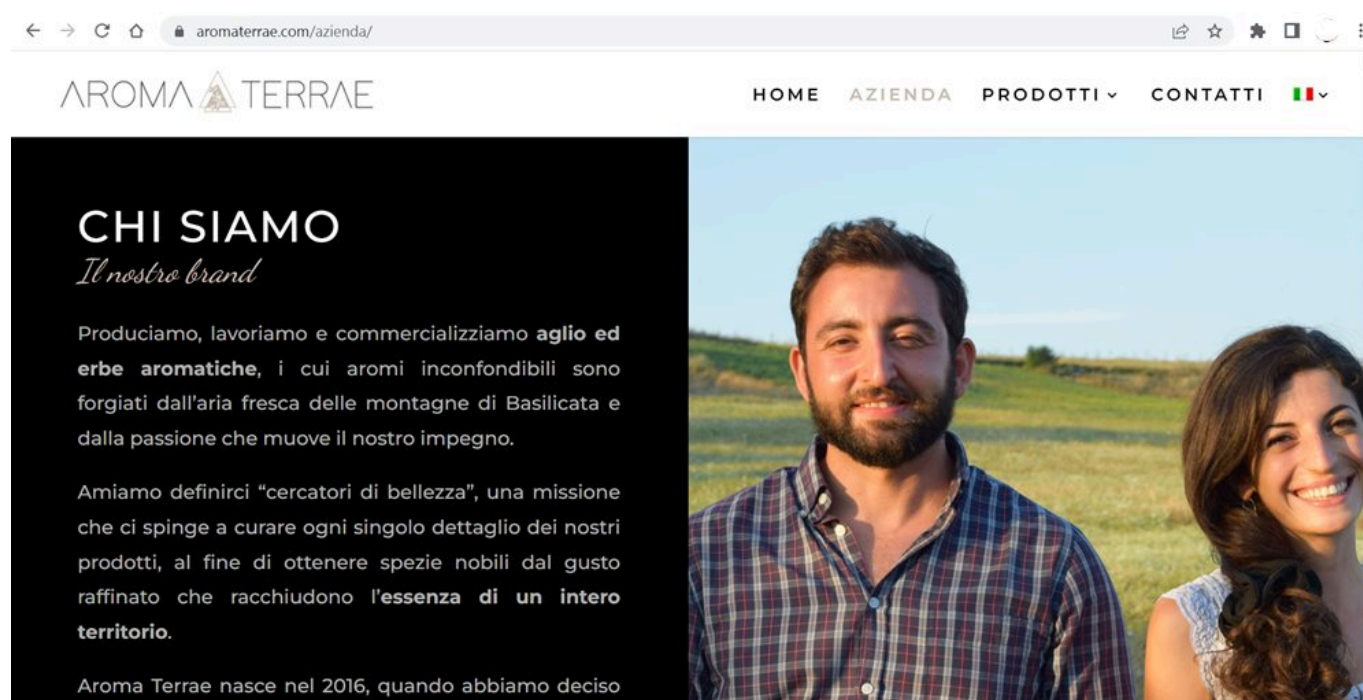 aromaterrae.com/azienda/
AROMA TERRAE
HOME AZIENDA PRODOTTI CONTATTI
CHI SIAMO
Il nostro brand
Produciamo, lavoriamo e commercializziamo aglio ed
erbe aromatiche, i cui aromi inconfondibili sono
forgiati dall'aria fresca delle montagne di Basilicata e
dalla passione che muove il nostro impegno.
Amiamo definirci “cercatori di bellezza”, una missione
che ci spinge a curare ogni singolo dettaglio dei nostri
prodotti, al fine di ottenere spezie nobili dal gusto
raffinato che racchiudono l'essenza di un intero
territorio.
Aroma Terrae nasce nel 2016, quando abbiamo deciso